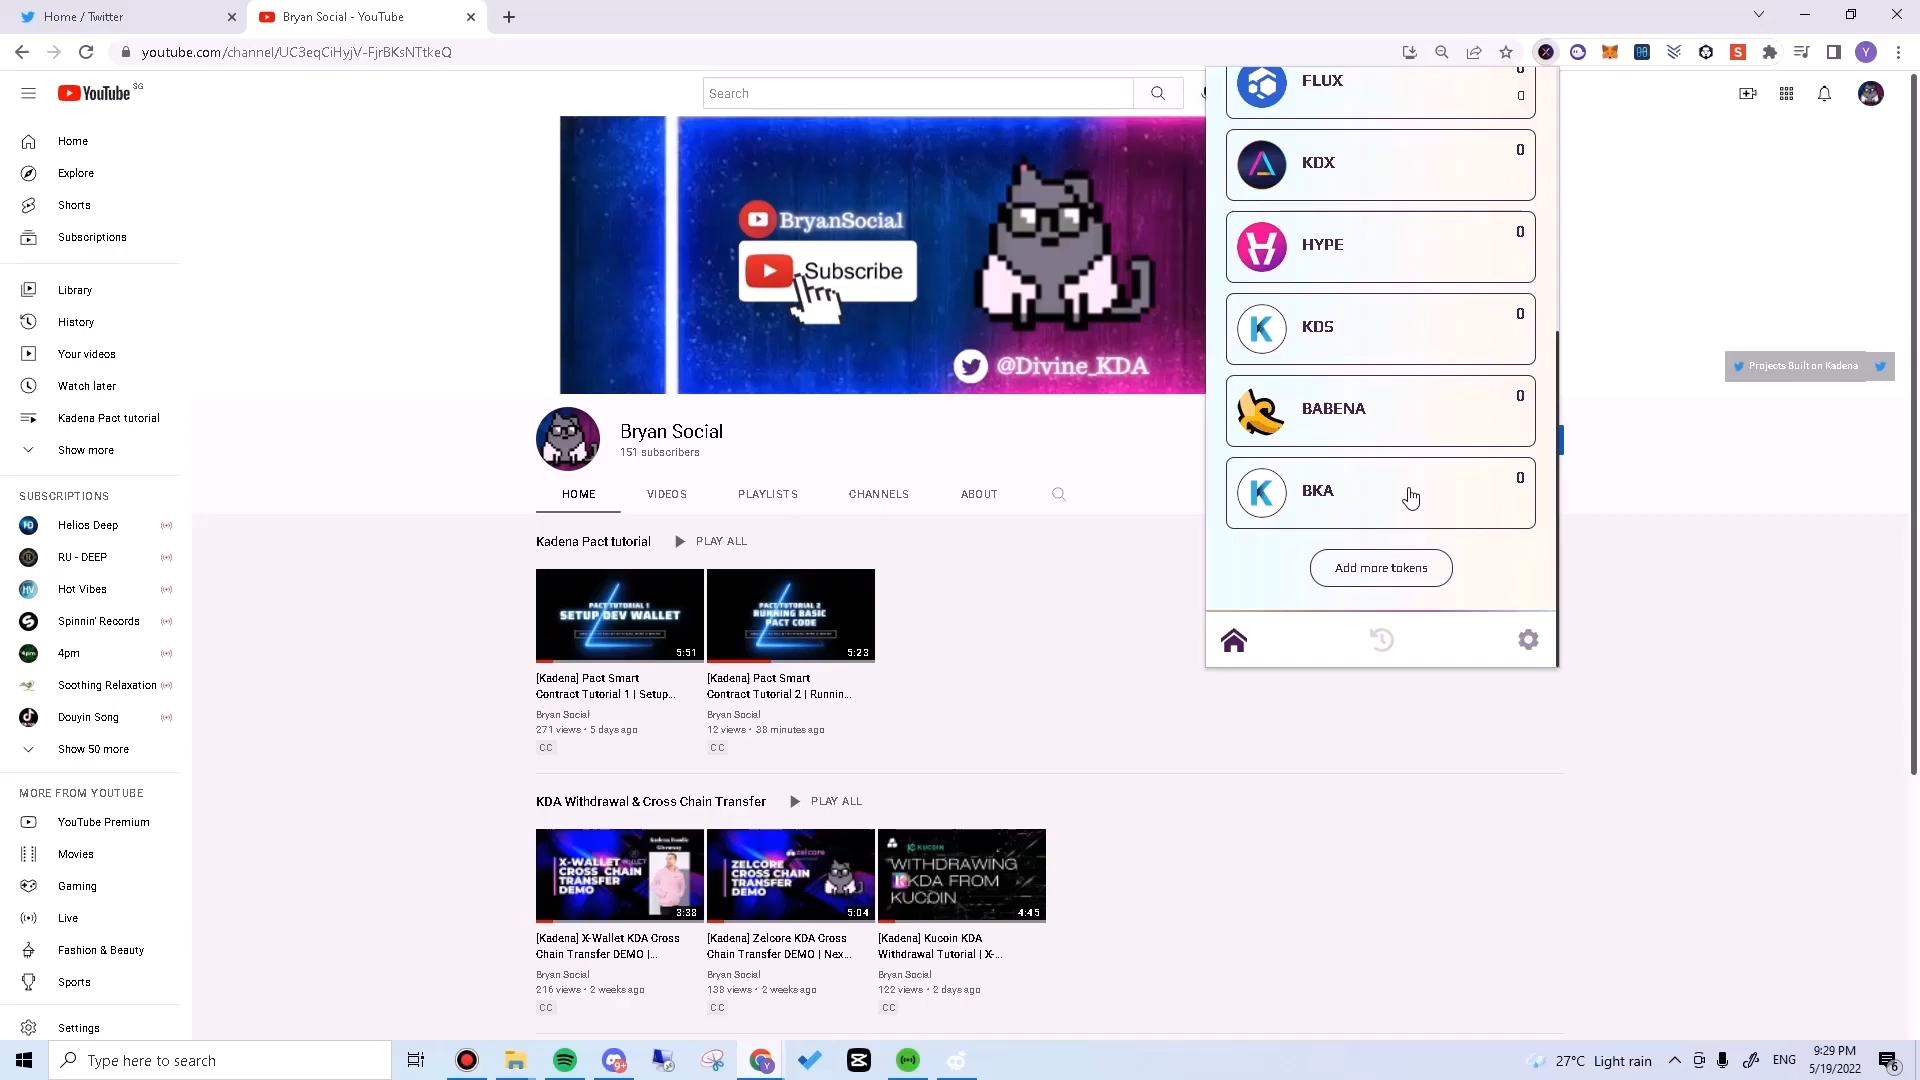 Home / Twitter
Bryan Social - YouTube
youtube.com/channel/UC3eqCiHyjV-FjrBKsNTtkeQ
YouTube SG
Search
Home
Explore
Shorts
Subscriptions
Library
History
Your videos
Watch later
Kadena Pact tutorial
Show more
SUBSCRIPTIONS
Helios Deep
RU - DEEP
Hot Vibes
Spinnin' Records
4pm
Soothing Relaxation
Douyin Song
Show 50 more
MORE FROM YOUTUBE
YouTube Premium
Movies
Gaming
Live
Fashion & Beauty
Sports
Settings
BryanSocial
Subscribe
@Divine_KDA
Projects Built on Kadena
Bryan Social
151 subscribers
HOME
VIDEOS
PLAYLISTS
CHANNELS
ABOUT
Kadena Pact tutorial
PLAY ALL
PACT TUTORIAL 1
SETUP DEV WALLET
5:51
[Kadena] Pact Smart
Contract Tutorial 1 | Setup...
Bryan Social
271 views • 5 days ago
CC
PACT TUTORIAL 2
RUNNING BASIC
PACT CODE
5:23
[Kadena] Pact Smart
Contract Tutorial 2 | Runnin...
Bryan Social
12 views • 38 minutes ago
CC
KDA Withdrawal & Cross Chain Transfer
PLAY ALL
X-WALLET
CROSS CHAIN
TRANSFER
DEMO
3:38
[Kadena] X-Wallet KDA Cross
Chain Transfer DEMO |...
Bryan Social
216 views • 2 weeks ago
CC
zelcore
ZELCORE
CROSS CHAIN
TRANSFER
DEMO
5:04
[Kadena] Zelcore KDA Cross
Chain Transfer DEMO | Nex...
Bryan Social
138 views • 2 weeks ago
CC
KUCOIN
WITHDRAWING
KDA FROM
KUCOIN
4:45
[Kadena] Kucoin KDA
Withdrawal Tutorial | X-...
Bryan Social
122 views • 2 days ago
CC
FLUX
0
0
KDX
0
HYPE
0
KDS
0
BABENA
0
BKA
0
Add more tokens
Type here to search
27°C Light rain
ENG
9:29 PM
5/19/2022
6